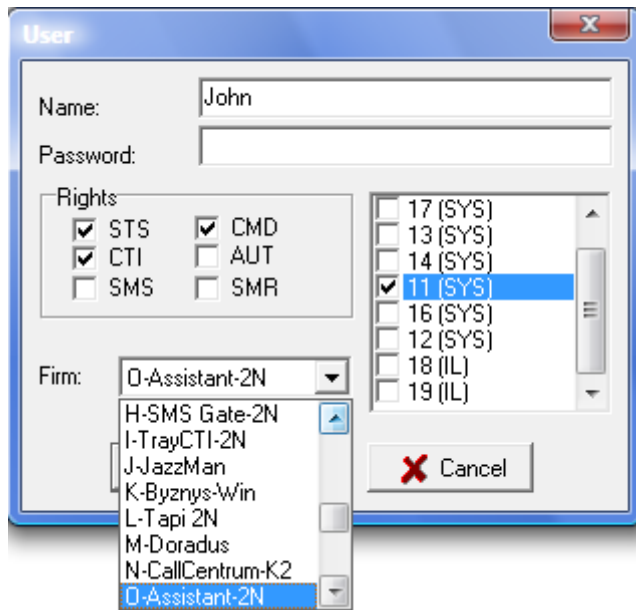 User
Name:
John
Password:
Rights
STS
CMD
CTI
AUT
SMS
SMR
17 (SYS)
13 (SYS)
14 (SYS)
11 (SYS)
16 (SYS)
12 (SYS)
18 (IL)
19 (IL)
Firm:
O-Assistant-2N
H-SMS Gate-2N
I-TrayCTI-2N
J-JazzMan
K-Byznys-Win
L-Tapi 2N
M-Doradus
N-CallCentrum-K2
O-Assistant-2N
Cancel